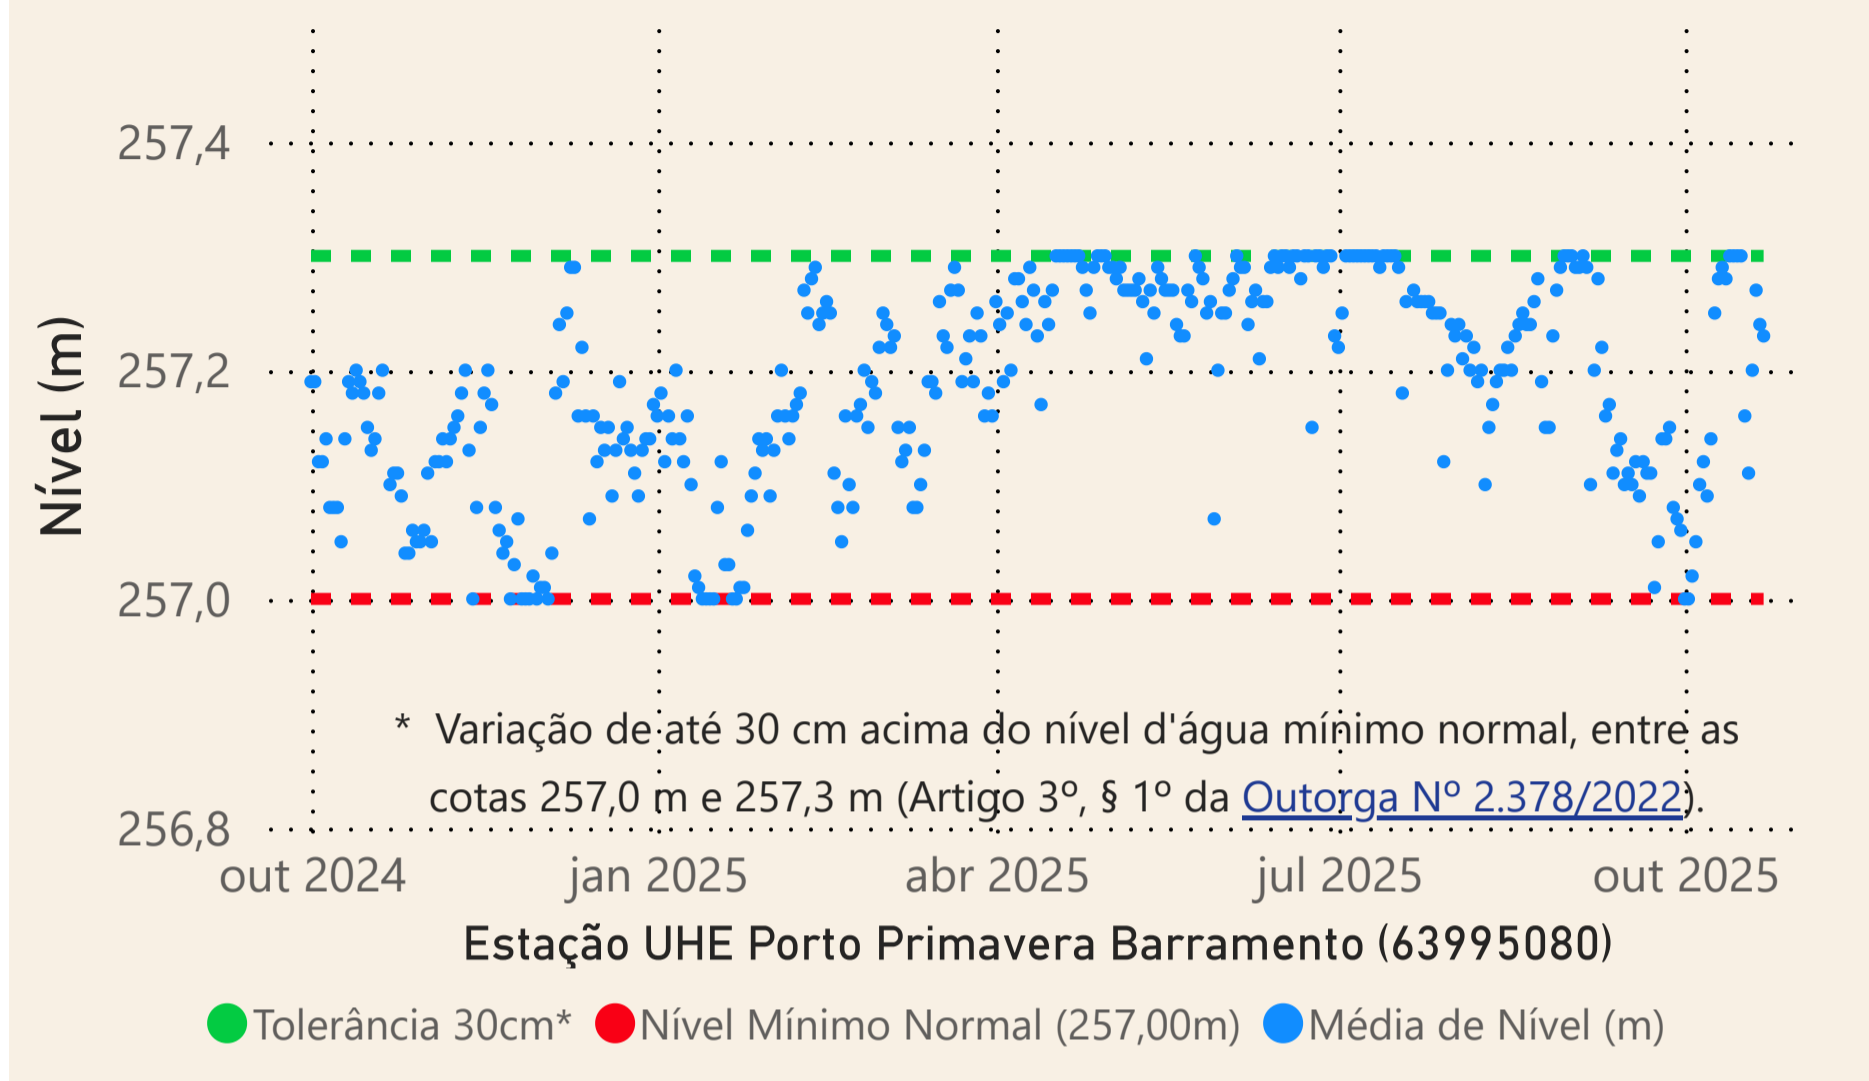 257,4
257,2
257,0
256,8
Nível (m)
* Variação de até 30 cm acima do nível d'água mínimo normal, entre as
cotas 257,0 m e 257,3 m (Artigo 3º, § 1º da Outorga Nº 2.378/2022).
out 2024 jan 2025 abr 2025 jul 2025 out 2025
Estação UHE Porto Primavera Barramento (63995080)
Tolerância 30cm* Nível Mínimo Normal (257,00m) Média de Nível (m)